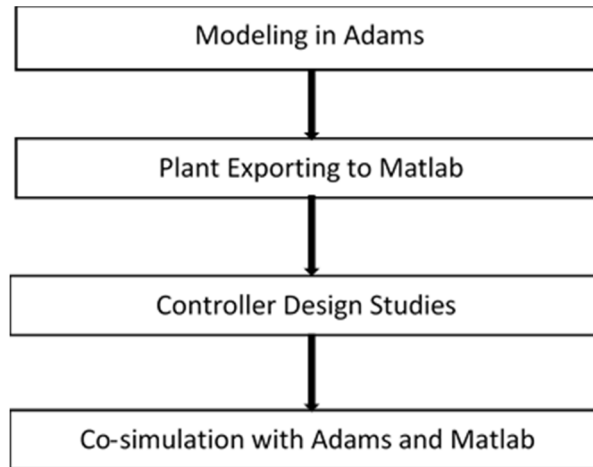 Modeling in Adams
Plant Exporting to Matlab
Controller Design Studies
Co-simulation with Adams and Matlab